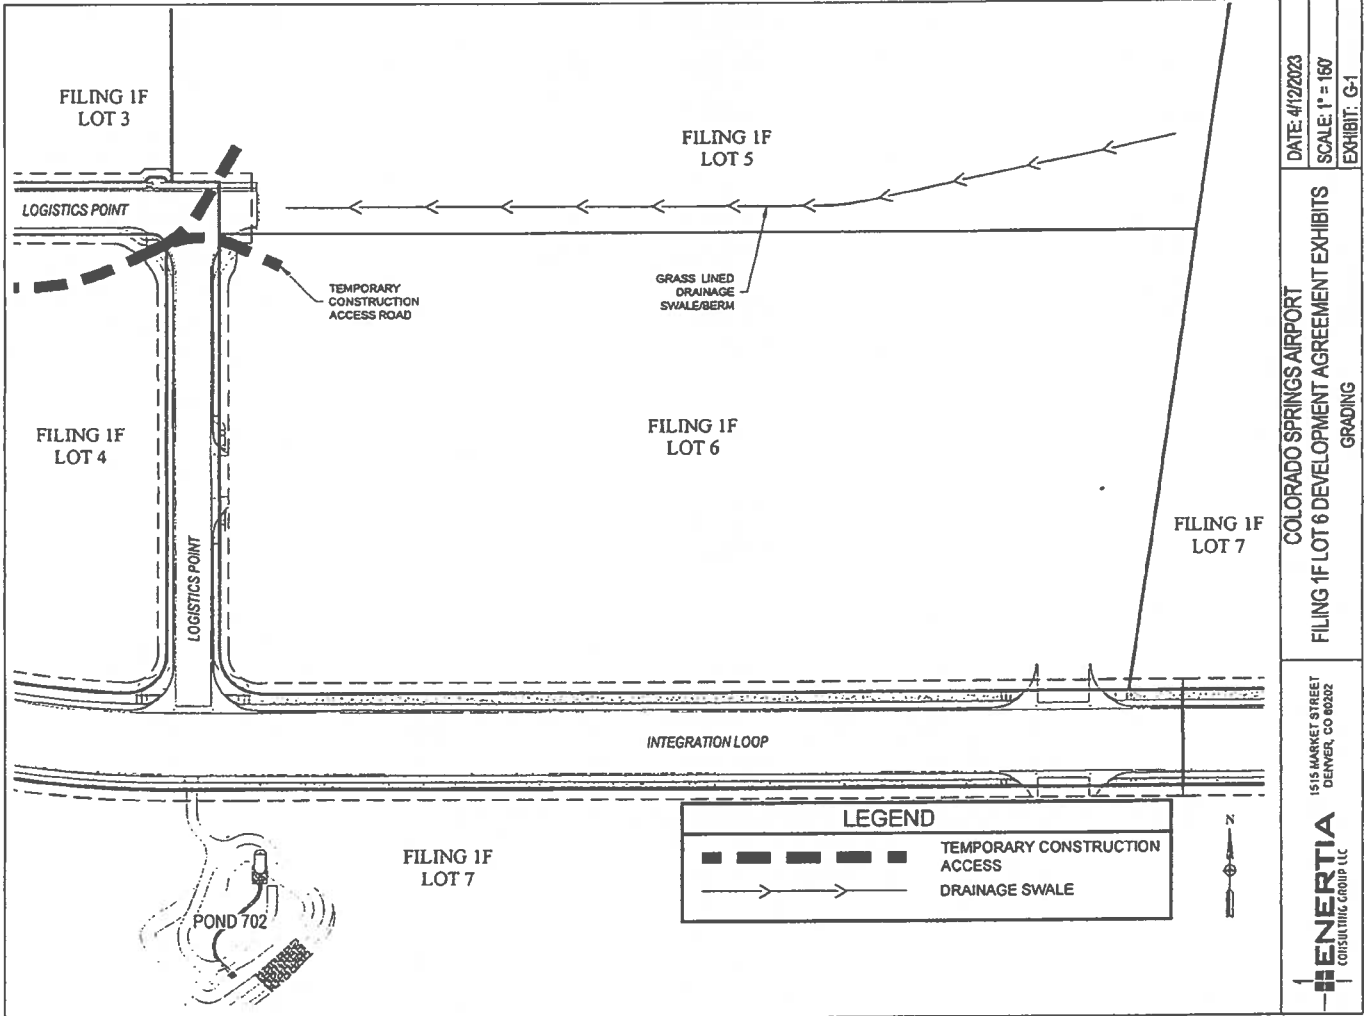 FILING 1F
LOT 3
FILING 1F
LOT 5
LOGISTICS POINT
TEMPORARY
CONSTRUCTION
ACCESS ROAD
GRASS LINED
DRAINAGE
SWALE/BERM
FILING 1F
LOT 4
FILING 1F
LOT 6
FILING 1F
LOT 7
LOGISTICS POINT
INTEGRATION LOOP
FILING 1F
LOT 7
POND 702
LEGEND
TEMPORARY CONSTRUCTION
ACCESS
DRAINAGE SWALE
N
DATE: 4/12/2023
SCALE: 1" = 160'
EXHIBIT: G-1
COLORADO SPRINGS AIRPORT
FILING 1F LOT 6 DEVELOPMENT AGREEMENT EXHIBITS
GRADING
1515 MARKET STREET
DENVER, CO 80202
ENERTIA
CONSULTING GROUP LLC